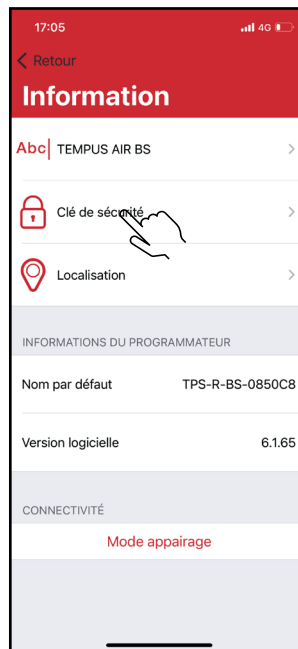 17:05 4G
Retour
Information
Abc TEMPUS AIR BS
Clé de sécurité
Localisation
INFORMATIONS DU PROGRAMMATEUR
Nom par défaut TPS-R-BS-0850C8
Version logicielle 6.1.65
CONNECTIVITÉ
Mode appairage